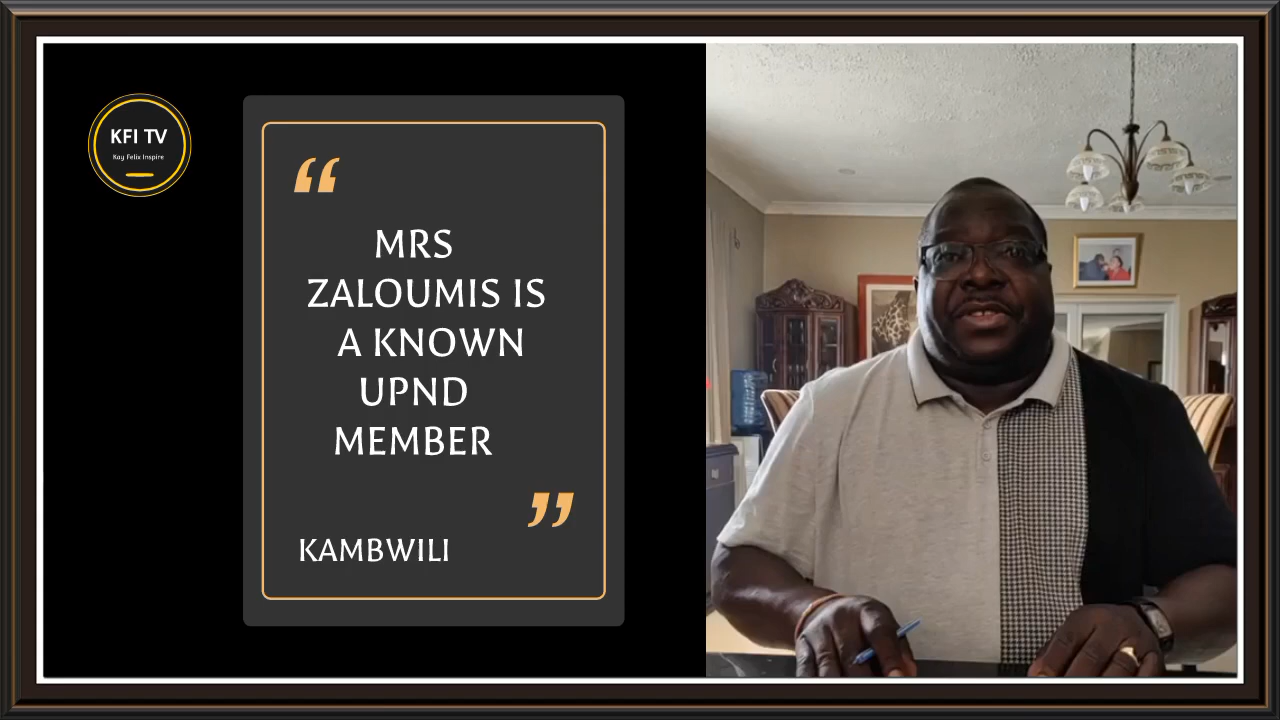 KFI TV
Kay Felix Inspire
“
MRS
ZALOUMIS IS
A KNOWN
UPND
MEMBER
”
KAMBWILI